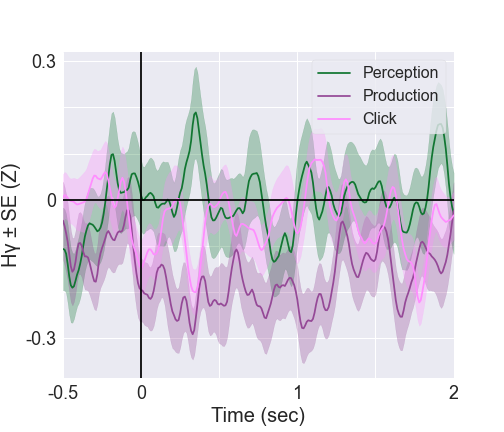 0.3
0
-0.3
Hγ ± SE (Z)
Perception
Production
Click
-0.5 0 1 2
Time (sec)